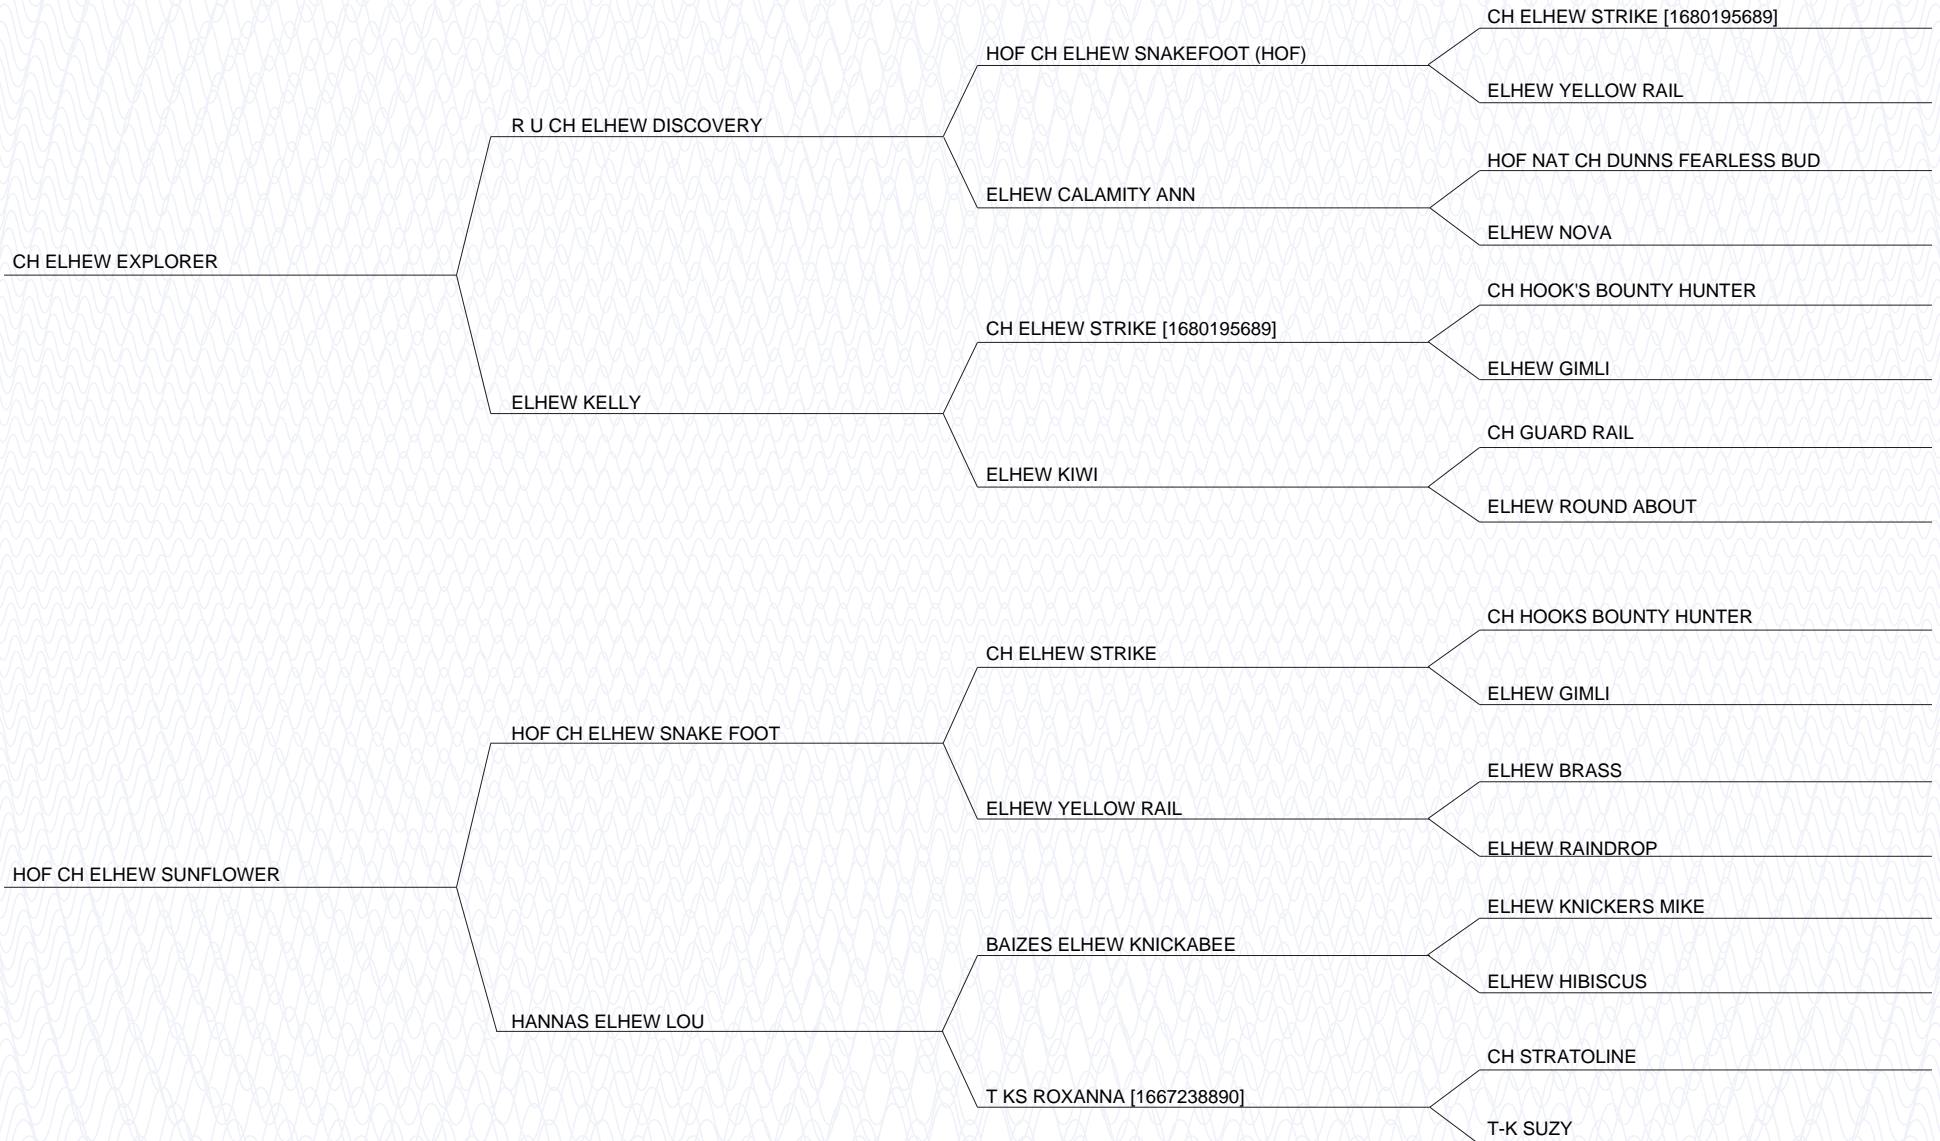 CH ELHEW STRIKE [1680195689]
HOF CH ELHEW SNAKEFOOT (HOF)
ELHEW YELLOW RAIL
R U CH ELHEW DISCOVERY
HOF NAT CH DUNNS FEARLESS BUD
ELHEW CALAMITY ANN
ELHEW NOVA
CH ELHEW EXPLORER
CH HOOK'S BOUNTY HUNTER
CH ELHEW STRIKE [1680195689]
ELHEW GIMLI
ELHEW KELLY
CH GUARD RAIL
ELHEW KIWI
ELHEW ROUND ABOUT
CH HOOKS BOUNTY HUNTER
CH ELHEW STRIKE
ELHEW GIMLI
HOF CH ELHEW SNAKE FOOT
ELHEW BRASS
ELHEW YELLOW RAIL
ELHEW RAINDROP
HOF CH ELHEW SUNFLOWER
ELHEW KNICKERS MIKE
BAIZES ELHEW KNICKABEE
ELHEW HIBISCUS
HANNAS ELHEW LOU
CH STRATOLINE
T KS ROXANNA [1667238890]
T-K SUZY